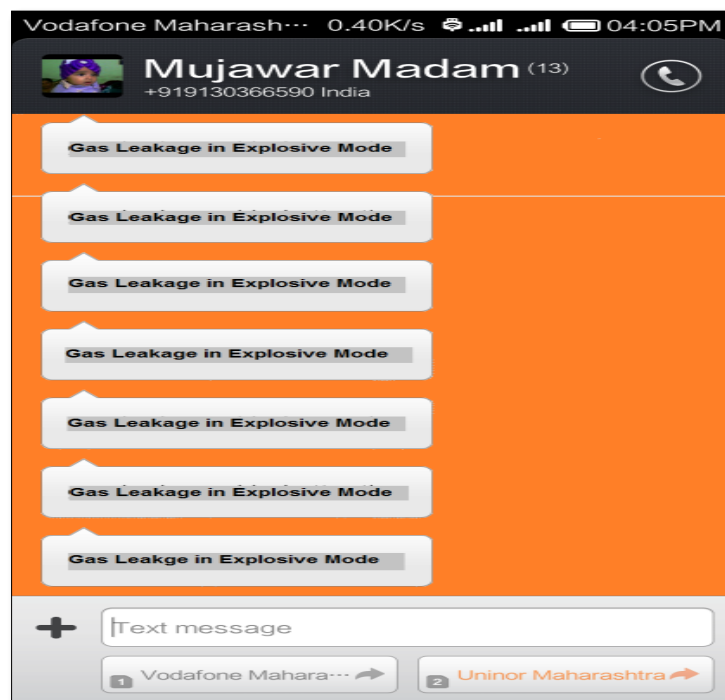 Vodafone Maharash··· 0.40K/s 04:05PM
Mujawar Madam (13)
+919130366590 India
Gas Leakage in Explosive Mode
Gas Leakage in Explosive Mode
Gas Leakage in Explosive Mode
Gas Leakage in Explosive Mode
Gas Leakage in Explosive Mode
Gas Leakage in Explosive Mode
Gas Leakge in Explosive Mode
Text message
1 Vodafone Mahara··· 2 Uninor Maharashtra